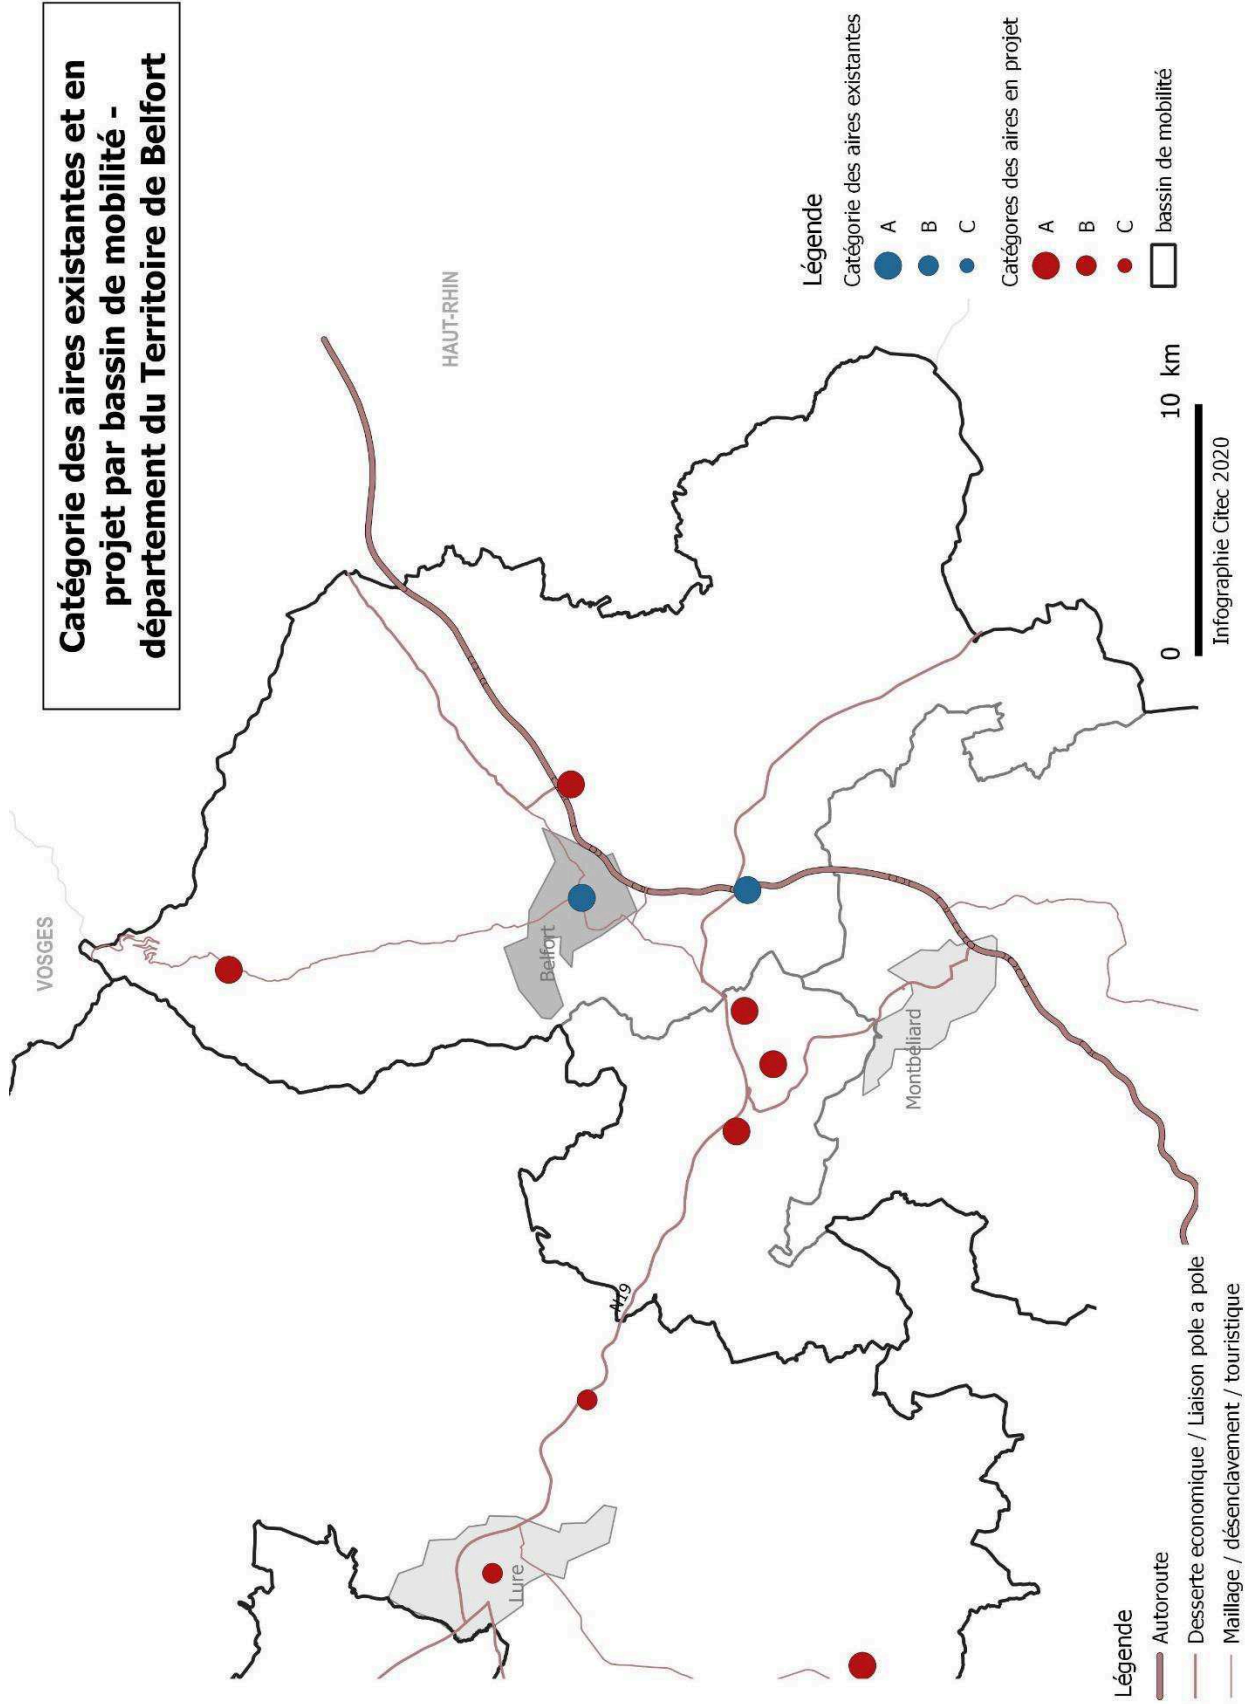 Catégorie des aires existantes et en
projet par bassin de mobilité -
département du Territoire de Belfort
VOSGES
HAUT-RHIN
Belfort
Montbéliard
Lure
N19
Légende
Catégorie des aires existantes
A
B
C
Catégores des aires en projet
A
B
C
bassin de mobilité
0 10 km
Infographie Citec 2020
Légende
Autoroute
Desserte economique / Liaison pole a pole
Maillage / désenclavement / touristique